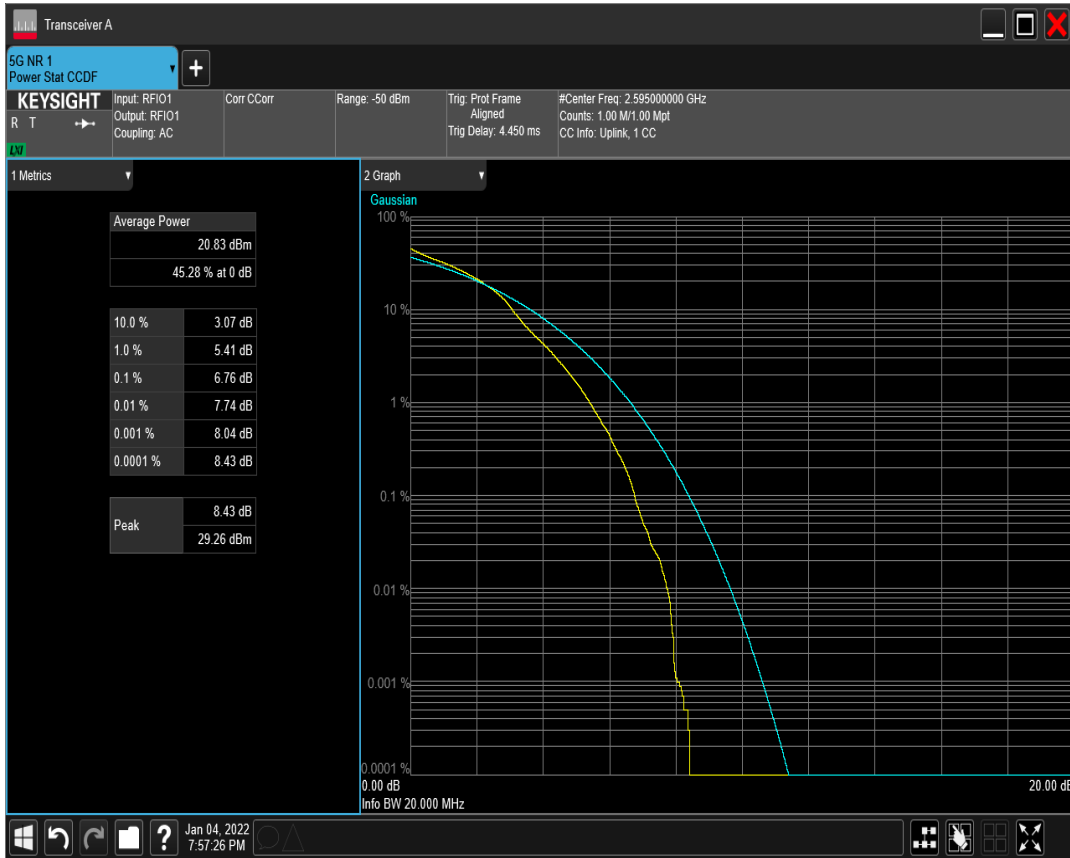 Transceiver A
5G NR 1
Power Stat CCDF
KEYSIGHT
R T
LXI
Input: RFIO1
Output: RFIO1
Coupling: AC
Corr CCorr
Range: -50 dBm
Trig: Prot Frame
Aligned
Trig Delay: 4.450 ms
#Center Freq: 2.595000000 GHz
Counts: 1.00 M/1.00 Mpt
CC Info: Uplink, 1 CC
1 Metrics
Average Power
20.83 dBm
45.28 % at 0 dB
10.0 % 3.07 dB
1.0 % 5.41 dB
0.1 % 6.76 dB
0.01 % 7.74 dB
0.001 % 8.04 dB
0.0001 % 8.43 dB
Peak
8.43 dB
29.26 dBm
2 Graph
Gaussian
100 %
10 %
1 %
0.1 %
0.01 %
0.001 %
0.0001 %
0.00 dB 20.00 dB
Info BW 20.000 MHz
? Jan 04, 2022
7:57:26 PM